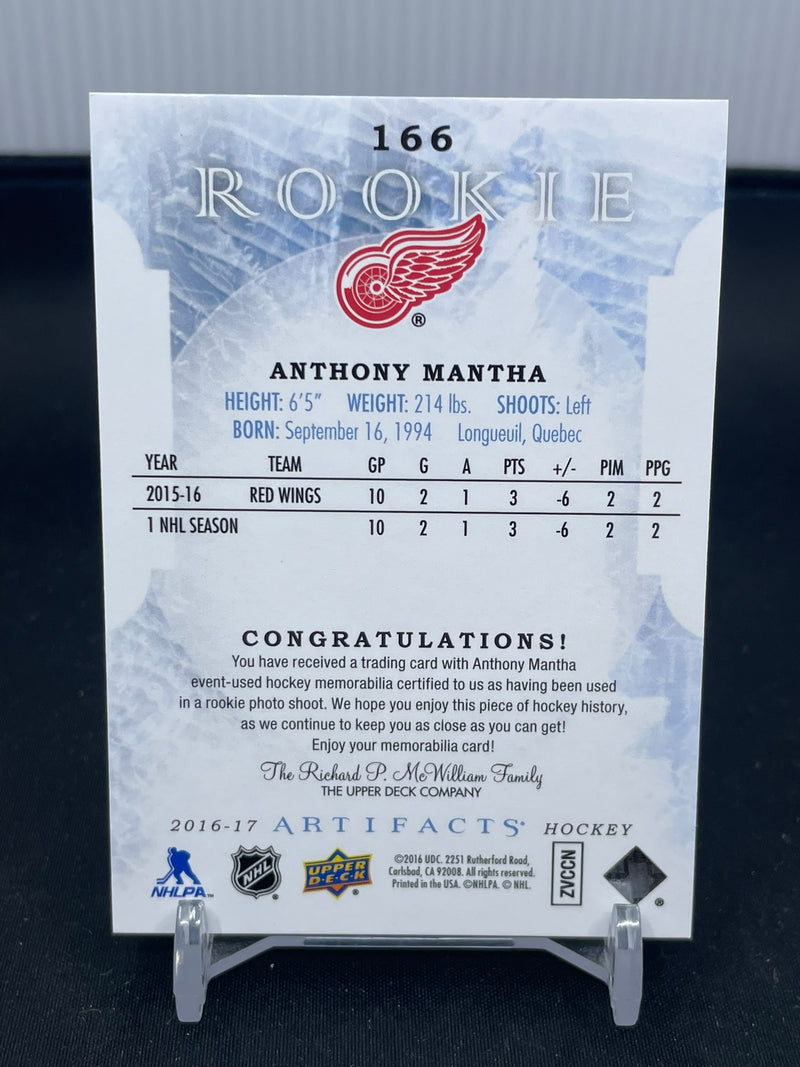 166
ROOKIE
®
ANTHONY MANTHA
HEIGHT: 6'5" WEIGHT: 214 lbs. SHOOTS: Left
BORN: September 16, 1994 Longueuil, Quebec
YEAR TEAM GP G A PTS +/- PIM PPG
2015-16 RED WINGS 10 2 1 3 -6 2 2
1 NHL SEASON 10 2 1 3 -6 2 2
CONGRATULATIONS!
You have received a trading card with Anthony Mantha
event-used hockey memorabilia certified to us as having been used
in a rookie photo shoot. We hope you enjoy this piece of hockey history,
as we continue to keep you as close as you can get!
Enjoy your memorabilia card!
The Richard P. McWilliam Family
THE UPPER DECK COMPANY
2016-17 ARTIFACTS® HOCKEY
NHLPA™
NHL ®
UPPER DECK ®
©2016 UDC. 2251 Rutherford Road,
Carlsbad, CA 92008. All rights reserved.
Printed in the USA. ©NHLPA. © NHL.
ZVCCN
®